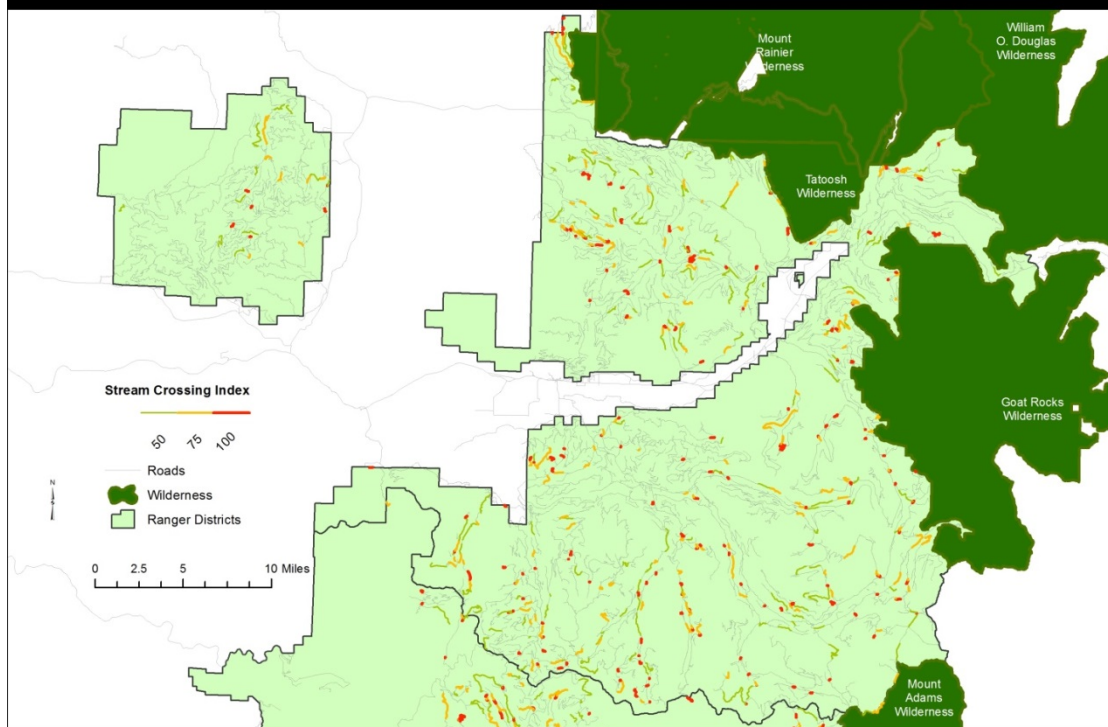 Mount
Rainier
Wilderness
William
O. Douglas
Wilderness
Tatoosh
Wilderness
Goat Rocks
Wilderness
Stream Crossing Index
50 75 100
Roads
Wilderness
Ranger Districts
N
0 2.5 5 10 Miles
Mount
Adams
Wilderness